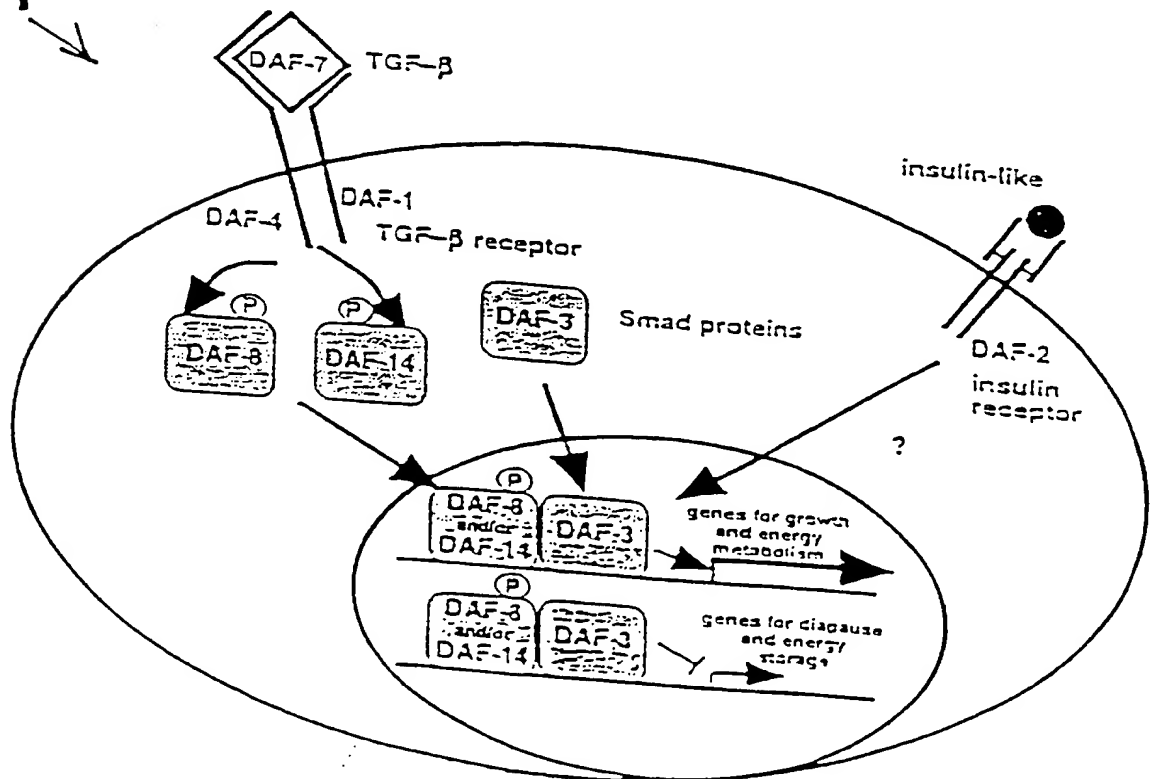 DAF-7
TGF-β
DAF-4
DAF-1
TGF-β receptor
insulin-like
P
P
DAF-8
DAF-14
DAF-3
Smad proteins
DAF-2
insulin
receptor
?
P
DAF-8
and/or
DAF-14
DAF-3
genes for growth
and energy
metabolism
P
DAF-8
and/or
DAF-14
DAF-3
genes for diapause
and energy
storage